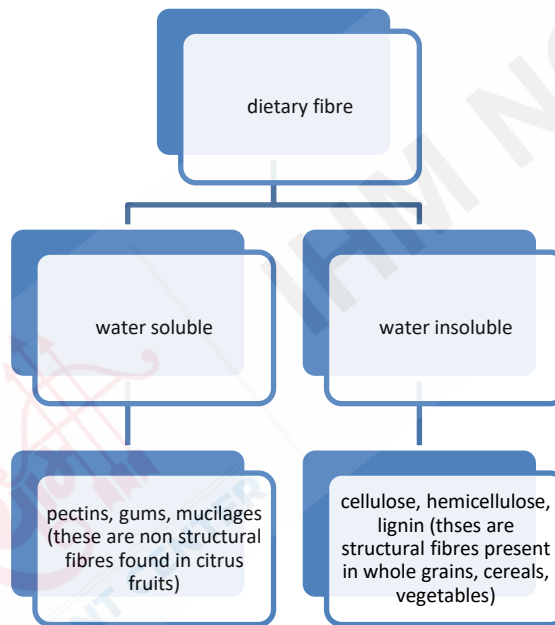 dietary fibre
water soluble
water insoluble
pectins, gums, mucilages
(these are non structural
fibres found in citrus
fruits)
cellulose, hemicellulose,
lignin (thses are
structural fibres present
in whole grains, cereals,
vegetables)
IHM